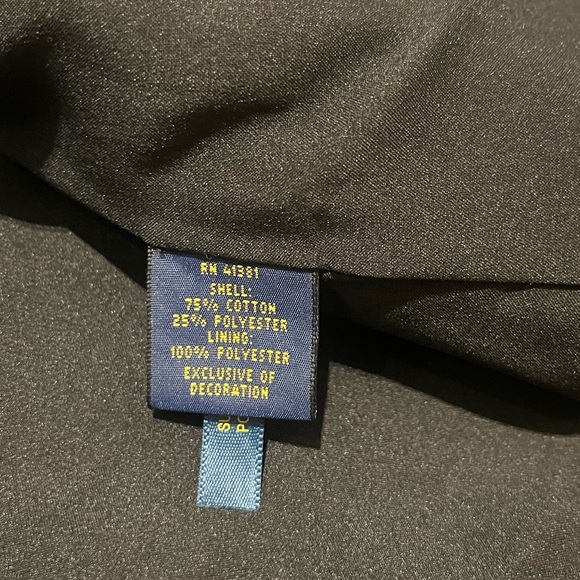 RN 41381
SHELL:
75% COTTON
25% POLYESTER
LINING:
100% POLYESTER
EXCLUSIVE OF
DECORATION